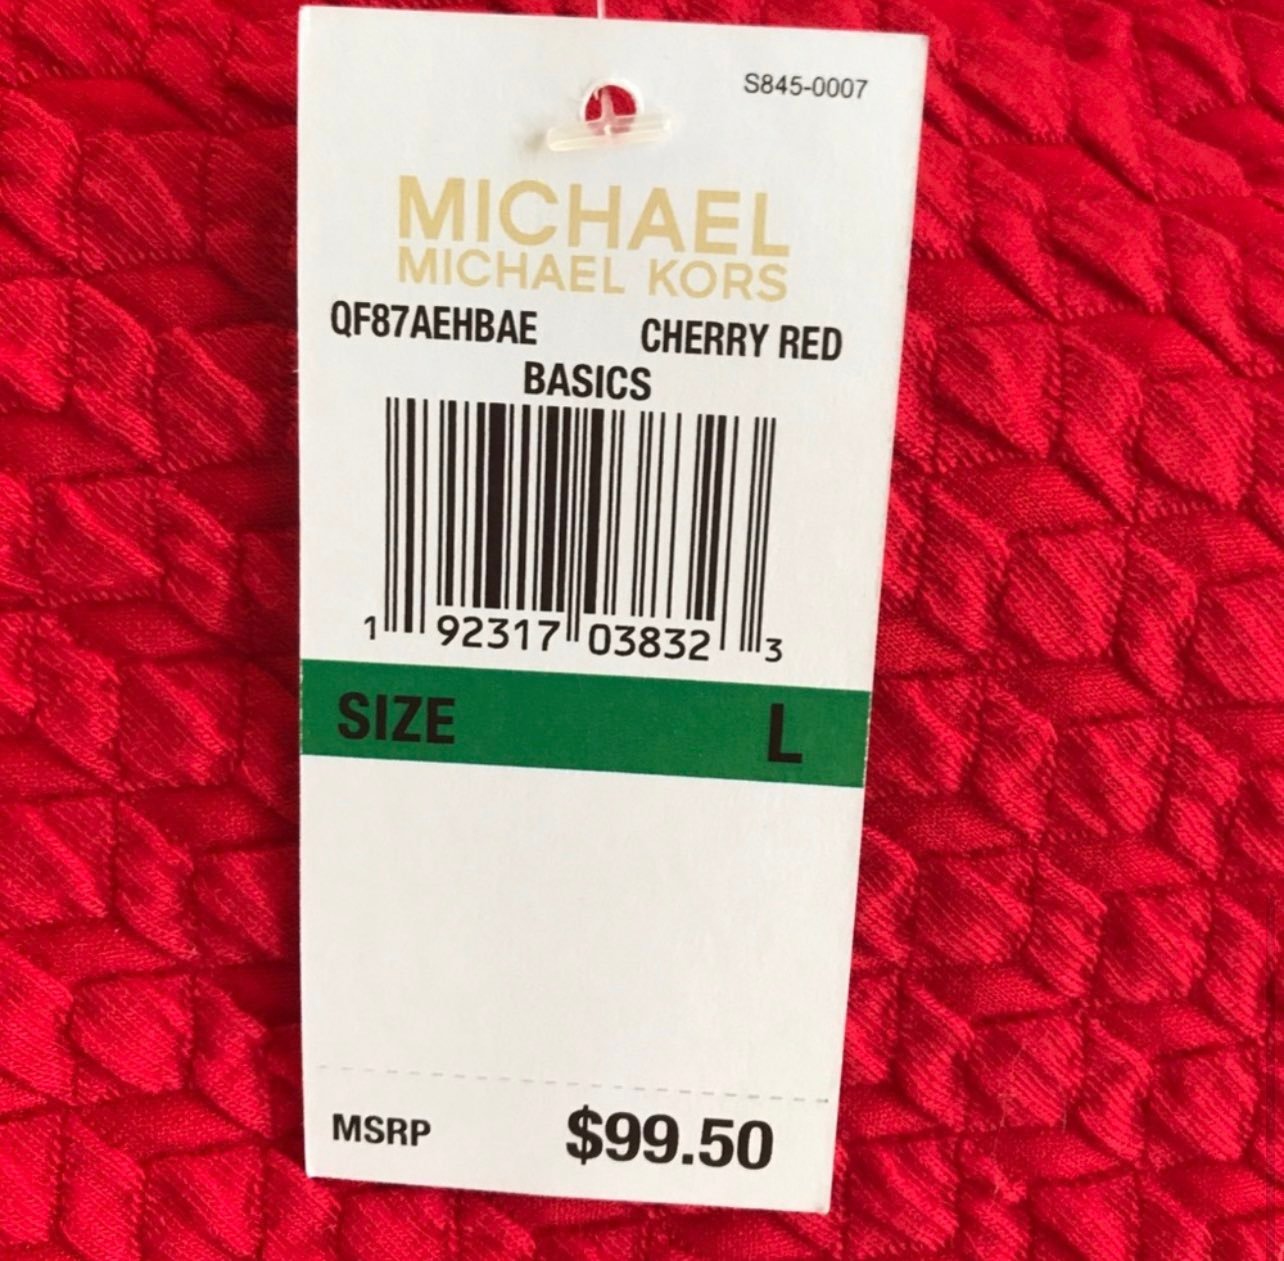 S845-0007
MICHAEL
MICHAEL KORS
QF87AEHBAE CHERRY RED
BASICS
1 92317 03832 3
SIZE L
MSRP $99.50